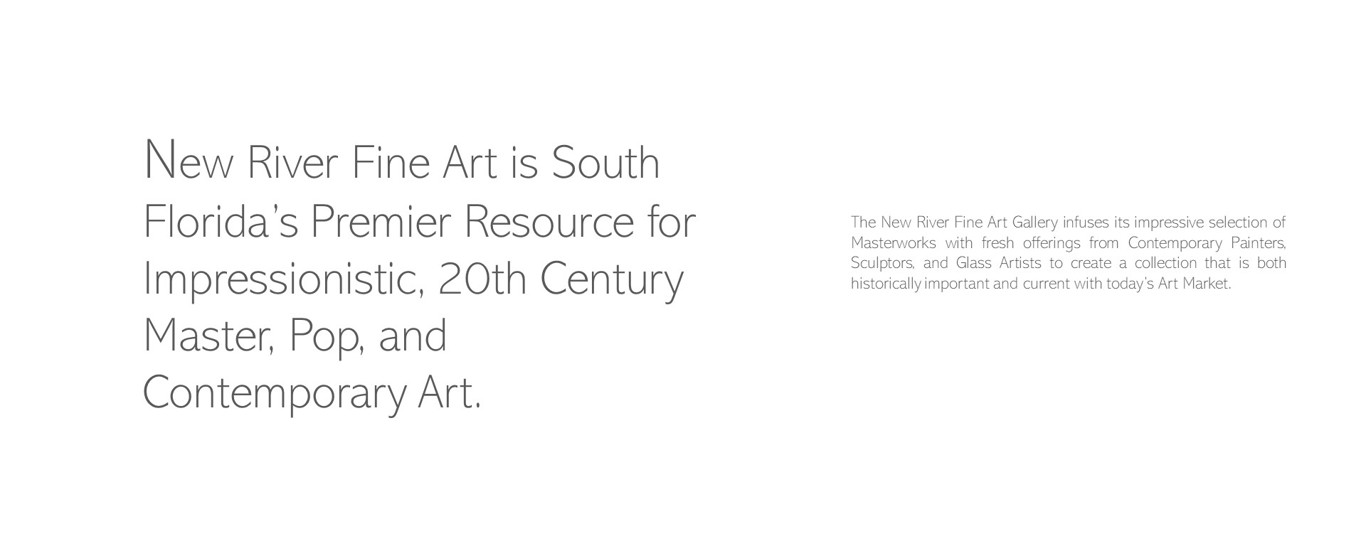 New River Fine Art is South
Florida’s Premier Resource for
Impressionistic, 20th Century
Master, Pop, and
Contemporary Art.
The New River Fine Art Gallery infuses its impressive selection of
Masterworks with fresh offerings from Contemporary Painters,
Sculptors, and Glass Artists to create a collection that is both
historically important and current with today’s Art Market.